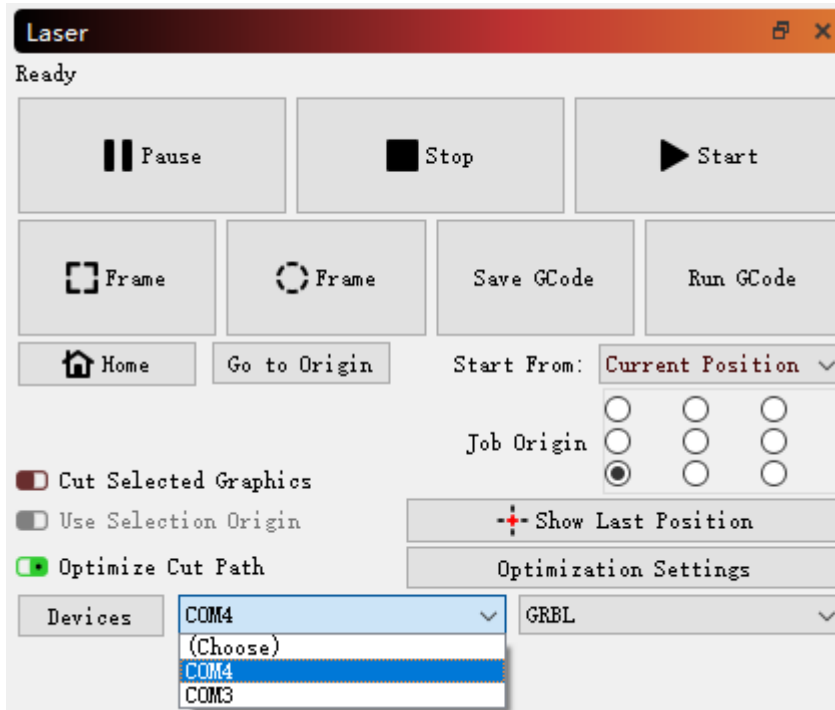 Laser
Ready
Pause Stop Start
Frame Frame Save GCode Run GCode
Home Go to Origin Start From: Current Position
Job Origin
Cut Selected Graphics
Use Selection Origin Show Last Position
Optimize Cut Path Optimization Settings
Devices COM4 GRBL
(Choose)
COM4
COM3